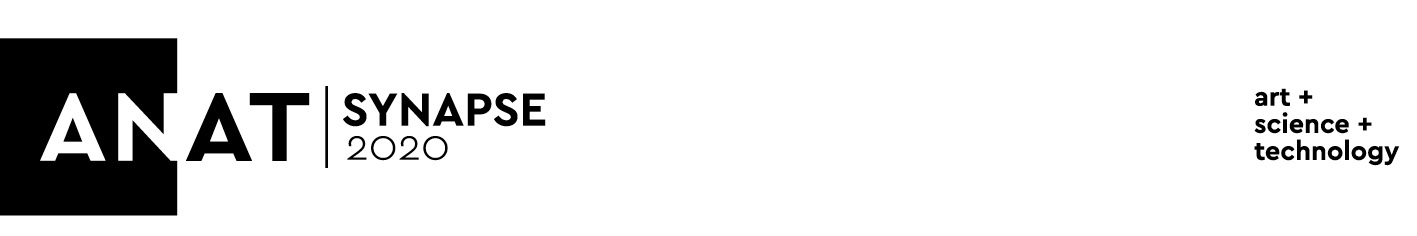 ANAT
SYNAPSE
2020
art +
science +
technology